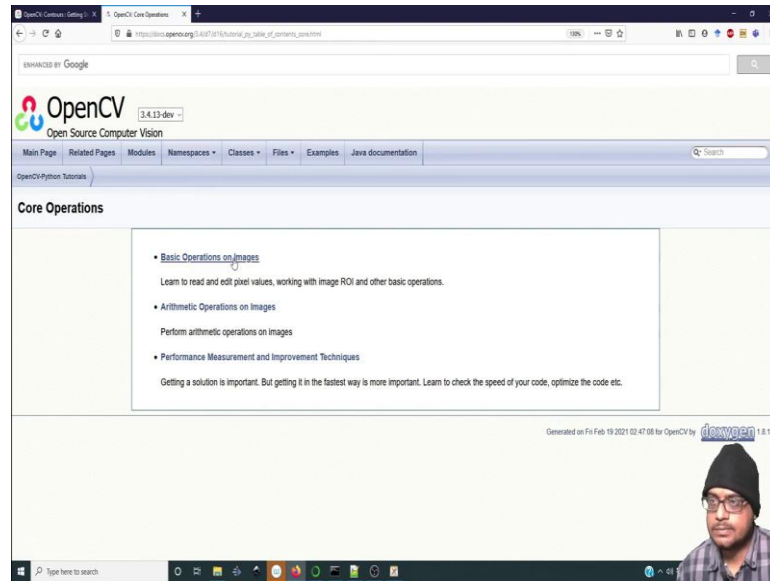 OpenCV: Contours : Getting St
OpenCV: Core Operations
https://docs.opencv.org/3.4/d7/d16/tutorial_py_table_of_contents_core.html
130%
ENHANCED BY Google
OpenCV 3.4.13-dev
Open Source Computer Vision
Main Page Related Pages Modules Namespaces Classes Files Examples Java documentation Search
OpenCV-Python Tutorials
Core Operations
• Basic Operations on Images
Learn to read and edit pixel values, working with image ROI and other basic operations.
• Arithmetic Operations on Images
Perform arithmetic operations on images
• Performance Measurement and Improvement Techniques
Getting a solution is important. But getting it in the fastest way is more important. Learn to check the speed of your code, optimize the code etc.
Generated on Fri Feb 19 2021 02:47:08 for OpenCV by doxygen 1.8.1
Type here to search